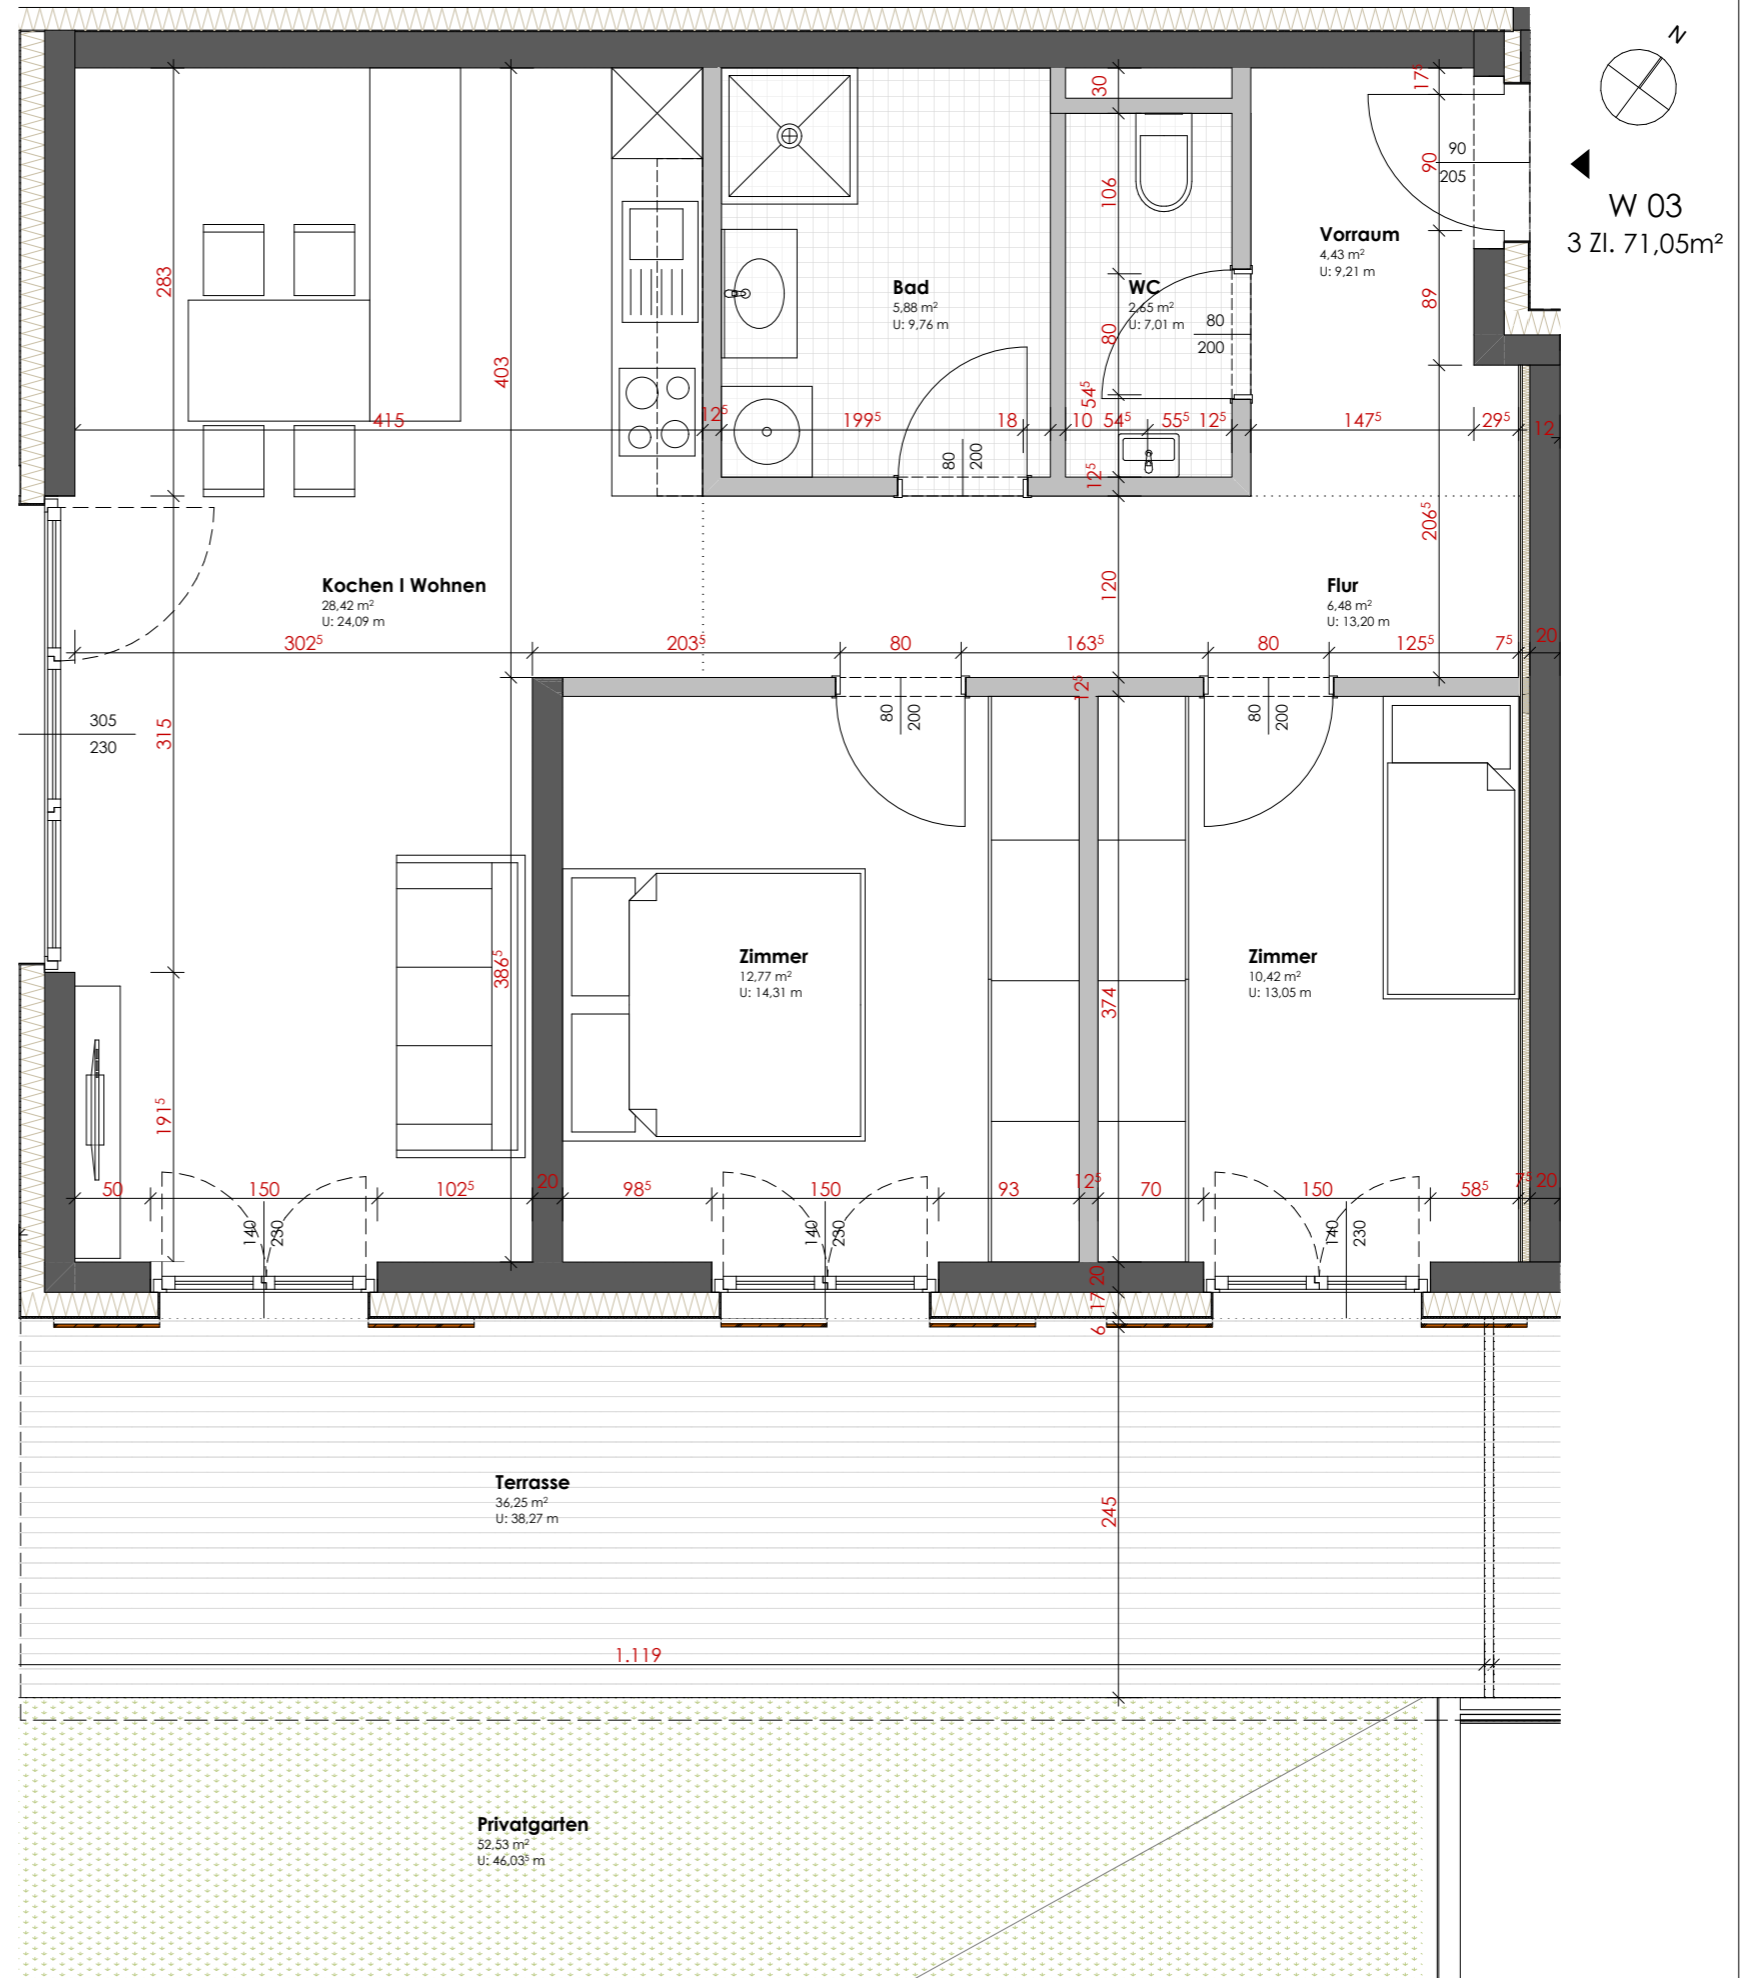 N
W 03
3 ZI. 71,05m²
17⁵
90
90
205
89
Vorraum
4,43 m²
U: 9,21 m
30
106
WC
2,65 m²
U: 7,01 m
80
80
200
54⁵
Bad
5,88 m²
U: 9,76 m
283
403
415
12⁵
199⁵
18
10
54⁵
55⁵
12⁵
147⁵
29⁵
12
80
200
12⁵
206⁵
120
Kochen I Wohnen
28,42 m²
U: 24,09 m
Flur
6,48 m²
U: 13,20 m
302⁵
203⁵
80
163⁵
80
125⁵
7⁵
20
12⁵
80
200
80
200
305
230
315
386⁵
Zimmer
12,77 m²
U: 14,31 m
374
Zimmer
10,42 m²
U: 13,05 m
191⁵
50
150
102⁵
20
98⁵
150
93
12⁵
70
150
58⁵
7⁵
20
140
230
140
230
140
230
20
17
6
Terrasse
36,25 m²
U: 38,27 m
245
1.119
Privatgarten
52,53 m²
U: 46,03⁵ m